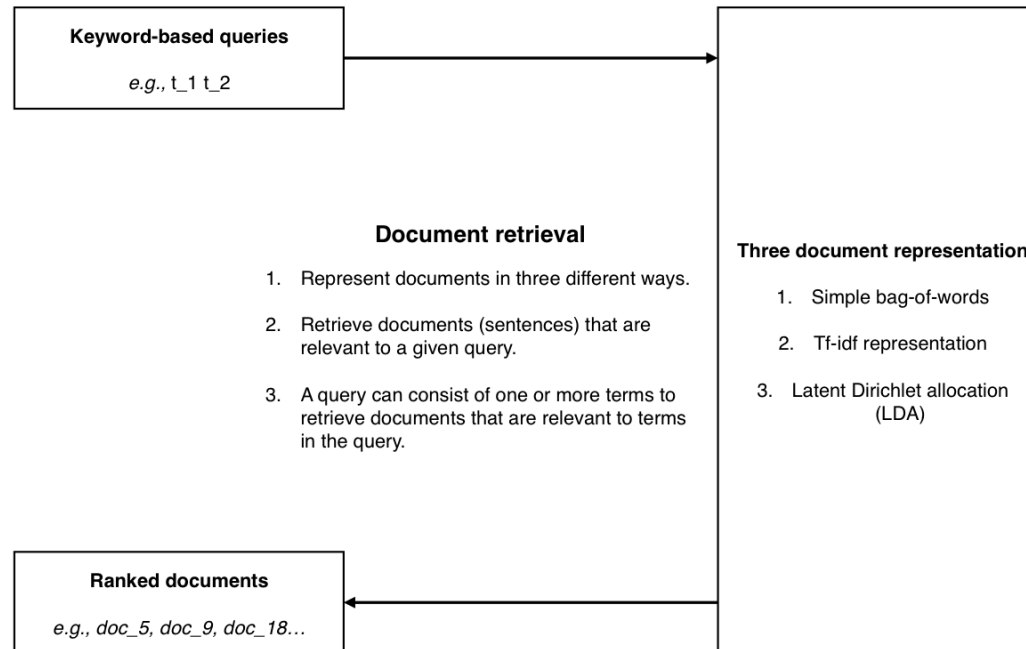 Keyword-based queries
e.g., t_1 t_2
Document retrieval
1. Represent documents in three different ways.
2. Retrieve documents (sentences) that are
relevant to a given query.
3. A query can consist of one or more terms to
retrieve documents that are relevant to terms
in the query.
Three document representation
1. Simple bag-of-words
2. Tf-idf representation
3. Latent Dirichlet allocation
(LDA)
Ranked documents
e.g., doc_5, doc_9, doc_18…